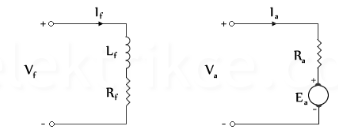 + I_f
L_f
V_f
R_f
-
+ I_a
R_a
V_a
+
E_a
-
-